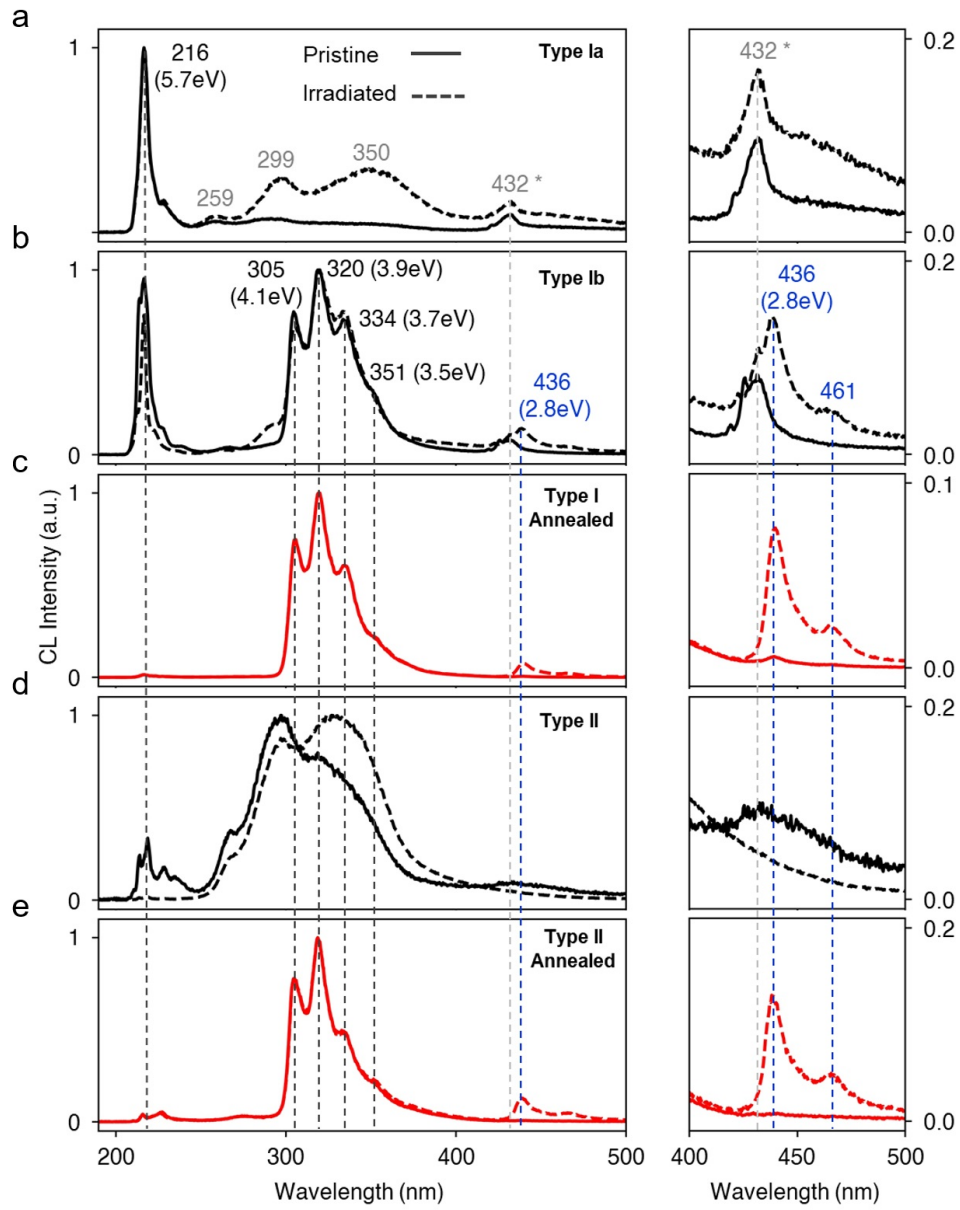 a
1
216
(5.7eV)
Pristine
Irradiated
Type Ia
259
299
350
432 *
0
432 *
0.2
0.0
b
1
305
(4.1eV)
320 (3.9eV)
334 (3.7eV)
351 (3.5eV)
Type Ib
436
(2.8eV)
0
436
(2.8eV)
461
0.2
0.0
c
1
Type I
Annealed
0
0.1
0.0
CL Intensity (a.u.)
d
1
Type II
0
0.2
0.0
e
1
Type II
Annealed
0
0.2
0.0
200
300
400
500
Wavelength (nm)
400
450
500
Wavelength (nm)